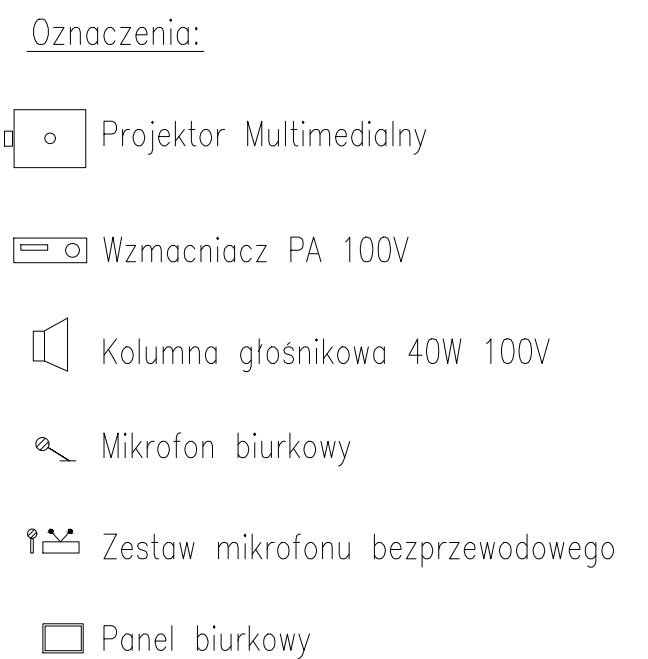 Oznaczenia:
Projektor Multimedialny
Wzmacniacz PA 100V
Kolumna głośnikowa 40W 100V
Mikrofon biurkowy
Zestaw mikrofonu bezprzewodowego
Panel biurkowy